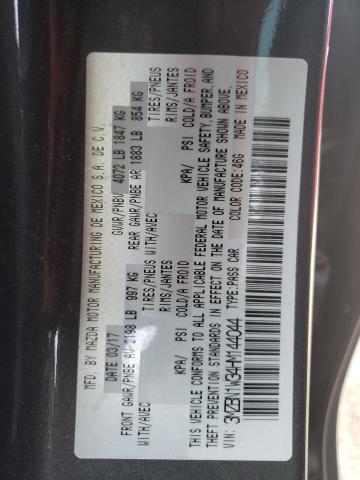 MFD. BY MAZDA MOTOR MANUFACTURING DE MEXICO S.A. DE C.V.
DATE 03/17 GVWR/PNBV 4072 LB 1847 KG
FRONT GAWR/PNBE AV 2198 LB 997 KG REAR GAWR/PNBE AR 1883 LB 854 KG
WITH/AVEC TIRES/PNEUS WITH/AVEC TIRES/PNEUS
RIMS/JANTES RIMS/JANTES
KPA/ PSI COLD/A FROID KPA/ PSI COLD/A FROID
THIS VEHICLE CONFORMS TO ALL APPLICABLE FEDERAL MOTOR VEHICLE SAFETY, BUMPER, AND
THEFT PREVENTION STANDARDS IN EFFECT ON THE DATE OF MANUFACTURE SHOWN ABOVE.
VIN: 3MZBN1W34HM144044 TYPE:PASS CAR COLOR CODE:46G MADE IN MEXICO